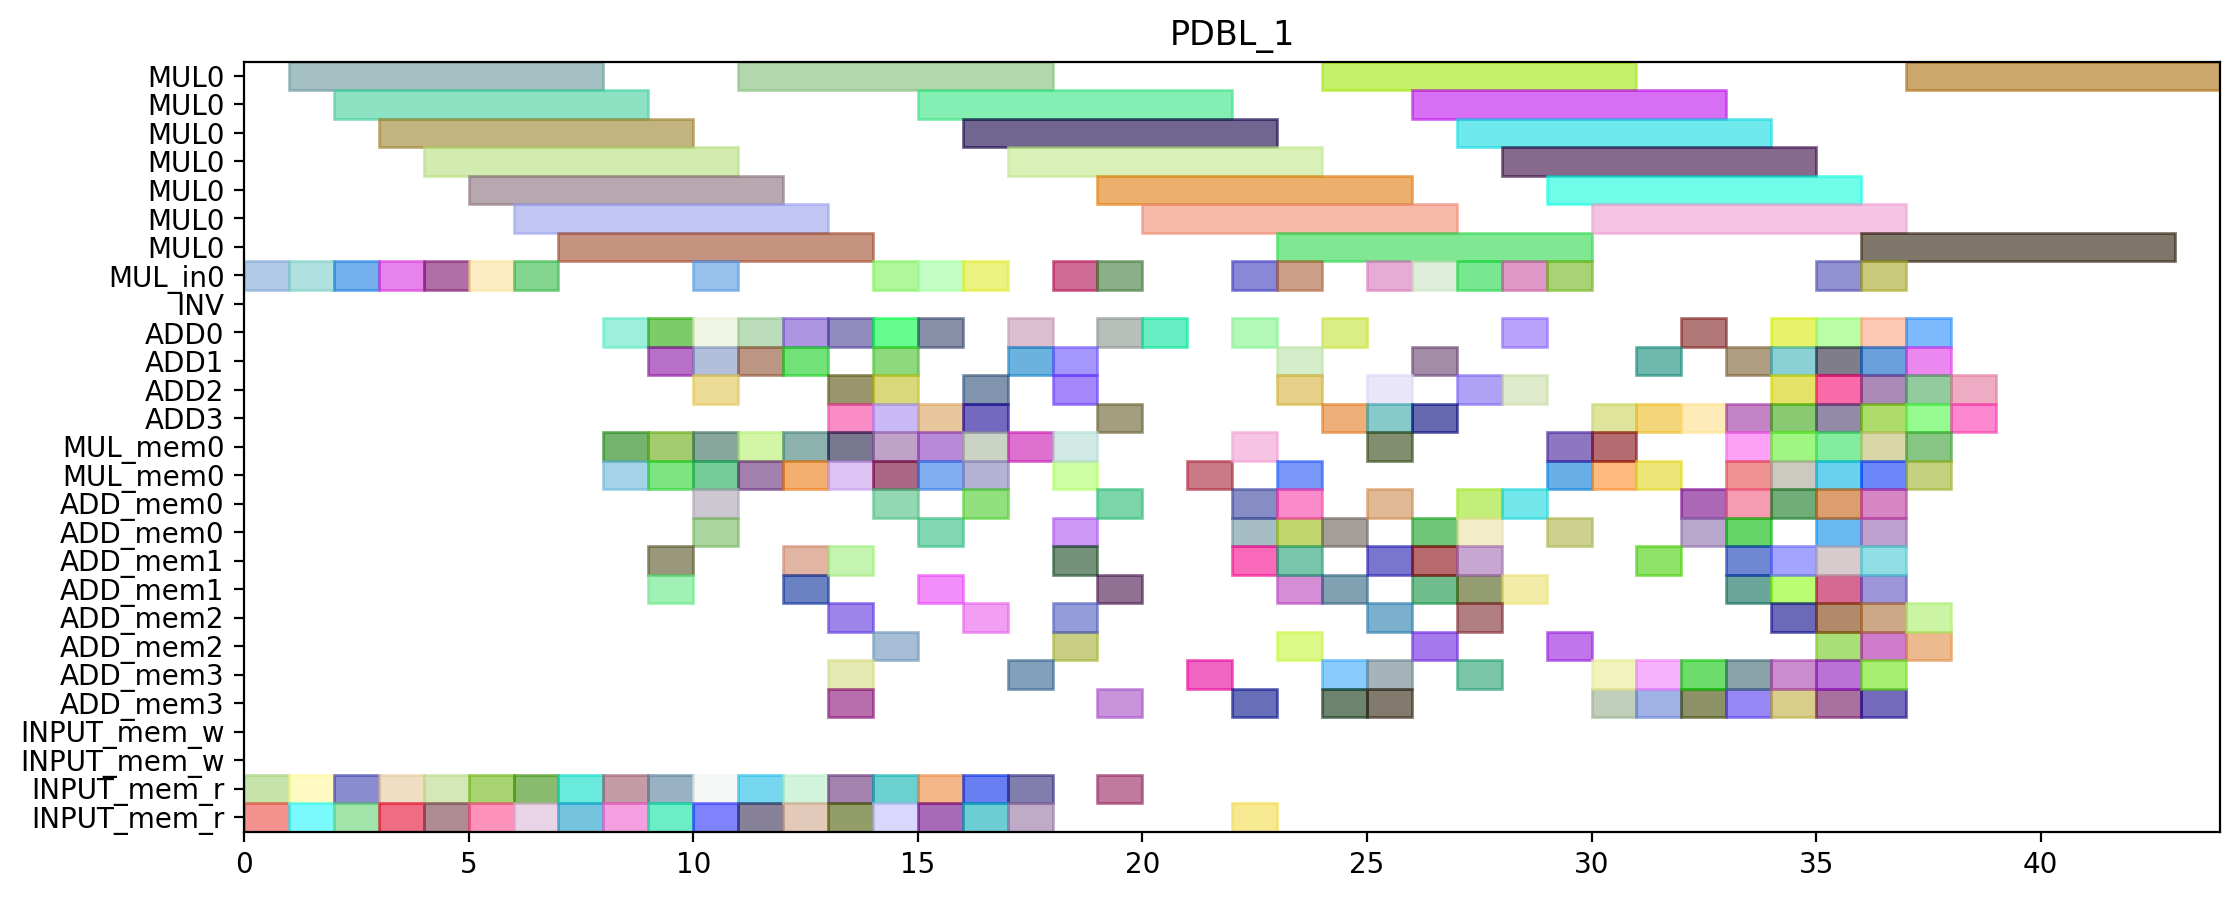 PDBL_1
MUL0
MUL0
MUL0
MUL0
MUL0
MUL0
MUL0
MUL_in0
INV
ADD0
ADD1
ADD2
ADD3
MUL_mem0
MUL_mem0
ADD_mem0
ADD_mem0
ADD_mem1
ADD_mem1
ADD_mem2
ADD_mem2
ADD_mem3
ADD_mem3
INPUT_mem_w
INPUT_mem_w
INPUT_mem_r
INPUT_mem_r
0 5 10 15 20 25 30 35 40